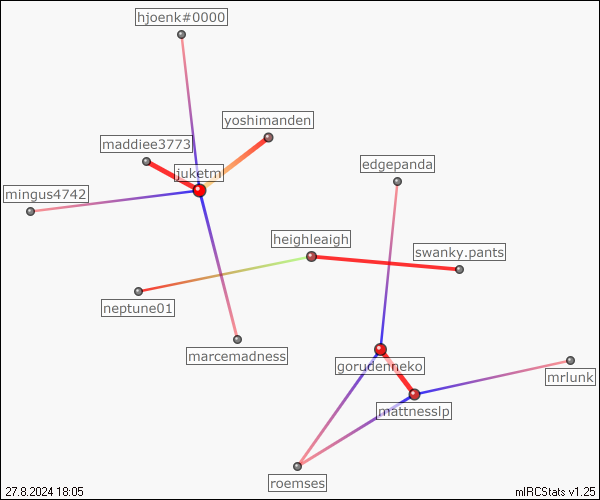 hjoenk#0000
yoshimanden
maddiee3773
juketm
edgepanda
mingus4742
heighleaigh
swanky.pants
neptune01
marcemadness
gorudenneko
mrlunk
mattnesslp
roemses
27.8.2024 18:05
mIRCStats v1.25